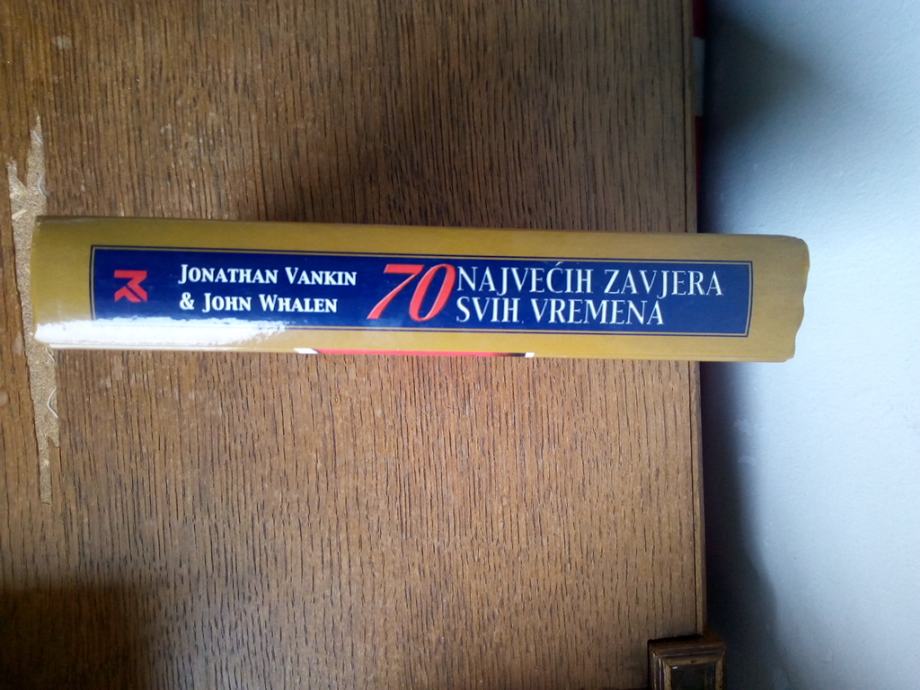 JONATHAN VANKIN
& JOHN WHALEN
70 NAJVEĆIH ZAVJERA
SVIH VREMENA